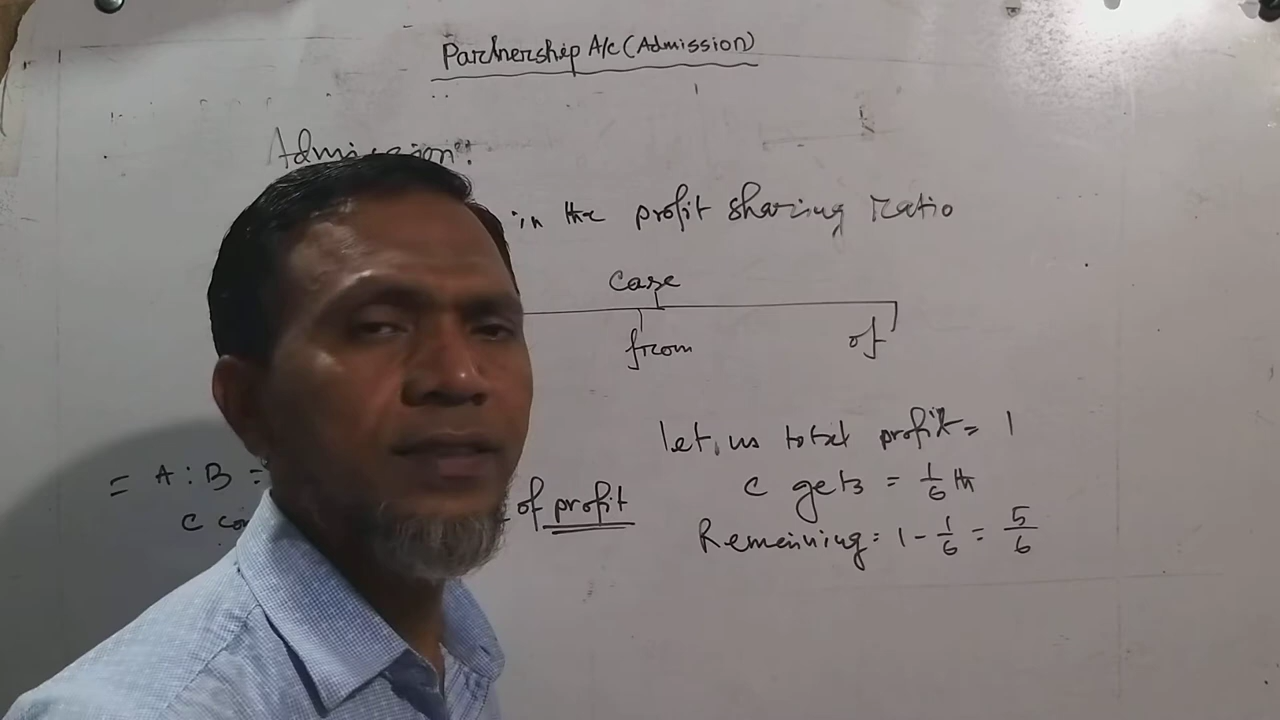 Partnership A/c (Admission)
Admission:
in the profit sharing ratio
case
from of
let us total profit = 1
= A : B =
C gets = 1/6 th
C con of profit
Remaining = 1 - 1/6 = 5/6